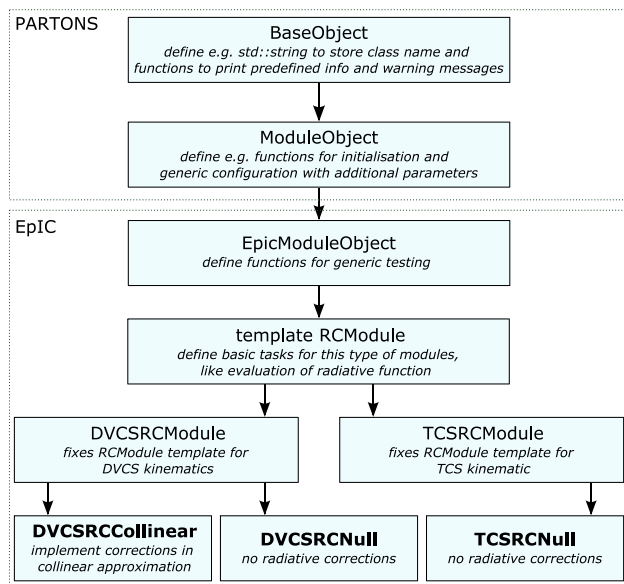 PARTONS
BaseObject
define e.g. std::string to store class name and
functions to print predefined info and warning messages
ModuleObject
define e.g. functions for initialisation and
generic configuration with additional parameters
EpIC
EpicModuleObject
define functions for generic testing
template RCModule
define basic tasks for this type of modules,
like evaluation of radiative function
DVCSRCModule
fixes RCModule template for
DVCS kinematics
TCSRCModule
fixes RCModule template for
TCS kinematic
DVCSRCCollinear
implement corrections in
collinear approximation
DVCSRCNull
no radiative corrections
TCSRCNull
no radiative corrections